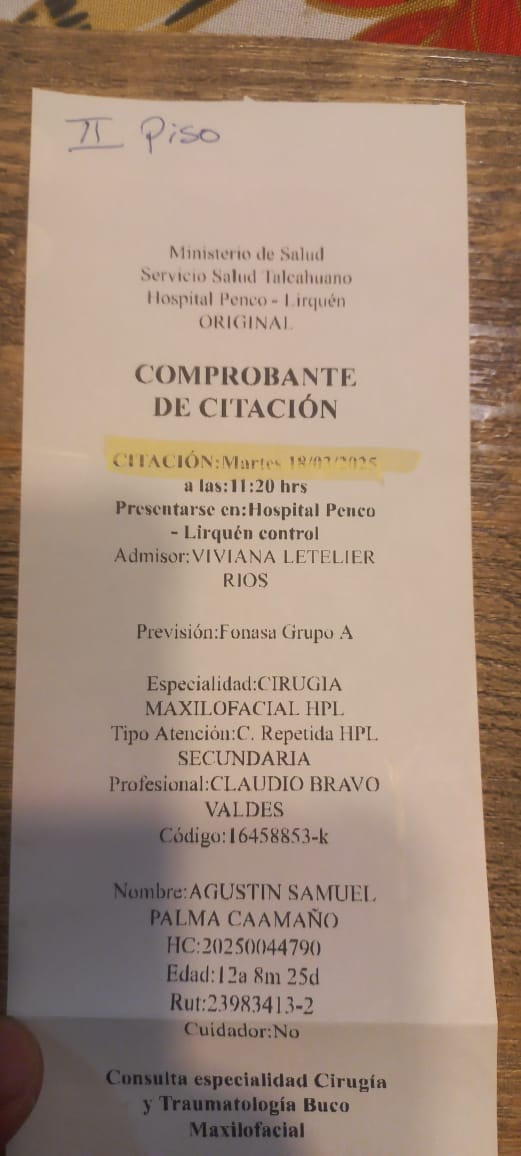 II Piso
Ministerio de Salud
Servicio Salud Talcahuano
Hospital Penco - Lirquén
ORIGINAL
COMPROBANTE
DE CITACIÓN
CITACIÓN:Martes 18/03/2025
a las:11:20 hrs
Presentarse en:Hospital Penco
- Lirquén control
Admisor:VIVIANA LETELIER
RIOS
Previsión:Fonasa Grupo A
Especialidad:CIRUGIA
MAXILOFACIAL HPL
Tipo Atención:C. Repetida HPL
SECUNDARIA
Profesional:CLAUDIO BRAVO
VALDES
Código:16458853-k
Nombre:AGUSTIN SAMUEL
PALMA CAAMAÑO
HC:20250044790
Edad:12a 8m 25d
Rut:23983413-2
Cuidador:No
Consulta especialidad Cirugía
y Traumatología Buco
Maxilofacial